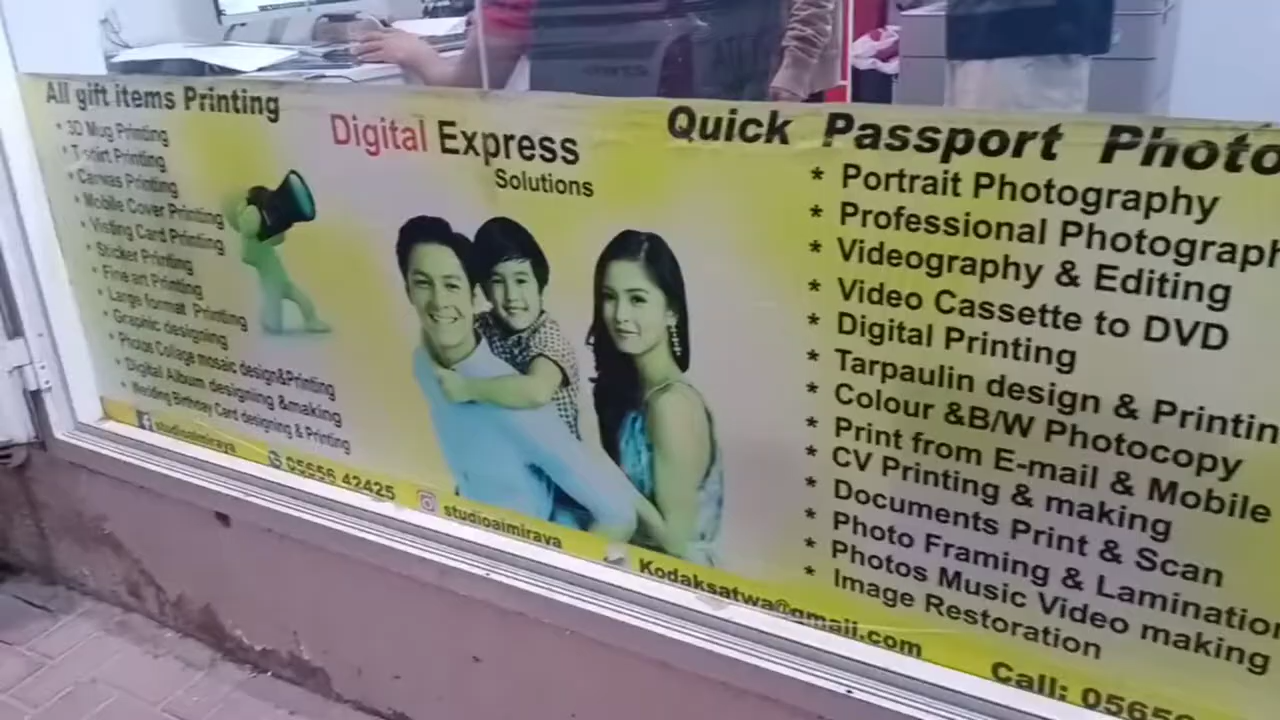 All gift items Printing
* 3D Mug Printing
* T-shirt Printing
* Canvas Printing
* Mobile Cover Printing
* Visting Card Printing
* Sticker Printing
* Fine art Printing
* Large format Printing
* Graphic designing
* Photos Collage mosaic design&Printing
* Digital Album designing &making
* Wedding Birthday Card designing & Printing
studioalmiraya
05656 42425
studioalmiraya
Kodaksatwa@gmail.com
Digital Express
Solutions
Quick Passport Photo
* Portrait Photography
* Professional Photograph
* Videography & Editing
* Video Cassette to DVD
* Digital Printing
* Tarpaulin design & Printin
* Colour &B/W Photocopy
* Print from E-mail & Mobile
* CV Printing & making
* Documents Print & Scan
* Photo Framing & Lamination
* Photos Music Video making
* Image Restoration
Call: 0565